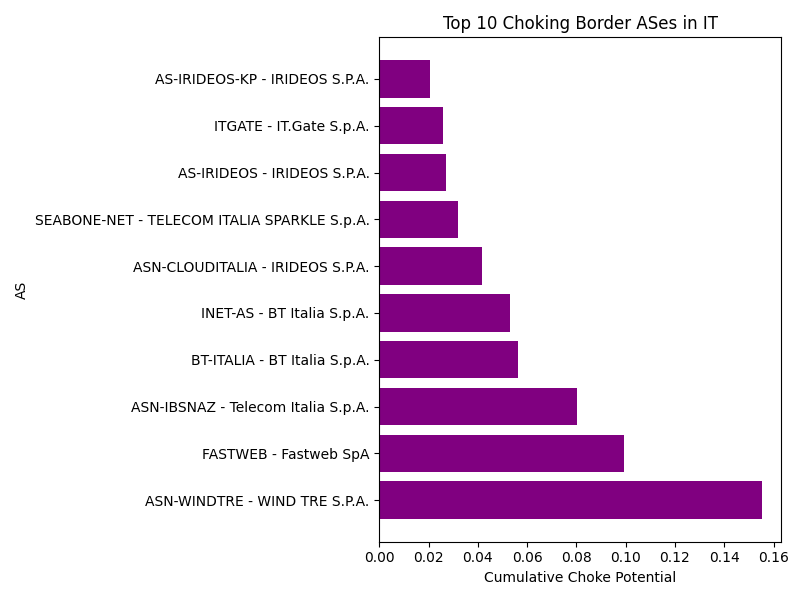 Top 10 Choking Border ASes in IT
AS
AS-IRIDEOS-KP - IRIDEOS S.P.A.
ITGATE - IT.Gate S.p.A.
AS-IRIDEOS - IRIDEOS S.P.A.
SEABONE-NET - TELECOM ITALIA SPARKLE S.p.A.
ASN-CLOUDITALIA - IRIDEOS S.P.A.
INET-AS - BT Italia S.p.A.
BT-ITALIA - BT Italia S.p.A.
ASN-IBSNAZ - Telecom Italia S.p.A.
FASTWEB - Fastweb SpA
ASN-WINDTRE - WIND TRE S.P.A.
0.00 0.02 0.04 0.06 0.08 0.10 0.12 0.14 0.16
Cumulative Choke Potential